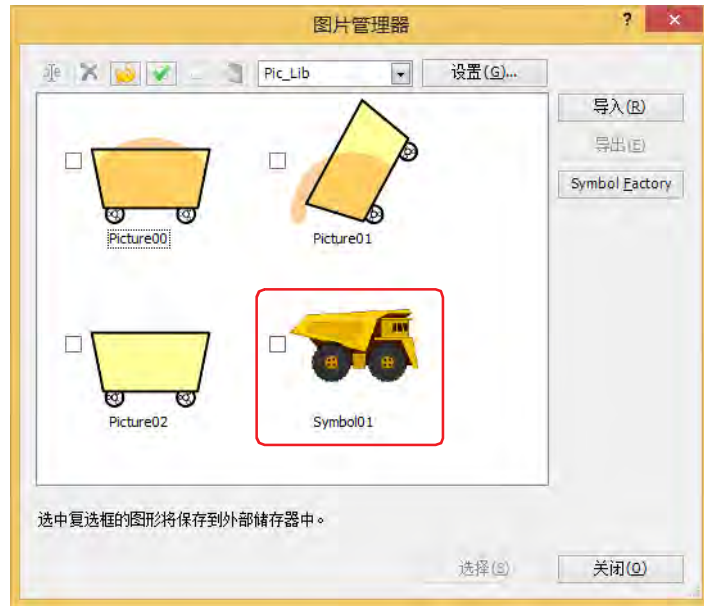 图片管理器
Pic_Lib
设置(G)...
导入(R)
导出(E)
Symbol Factory
Picture00
Picture01
Picture02
Symbol01
选中复选框的图形将保存到外部储存器中。
选择(S)
关闭(O)